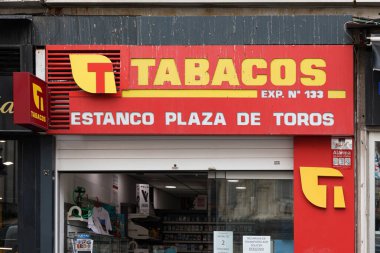 TABACOS
EXP. Nº 133
ESTANCO PLAZA DE TOROS